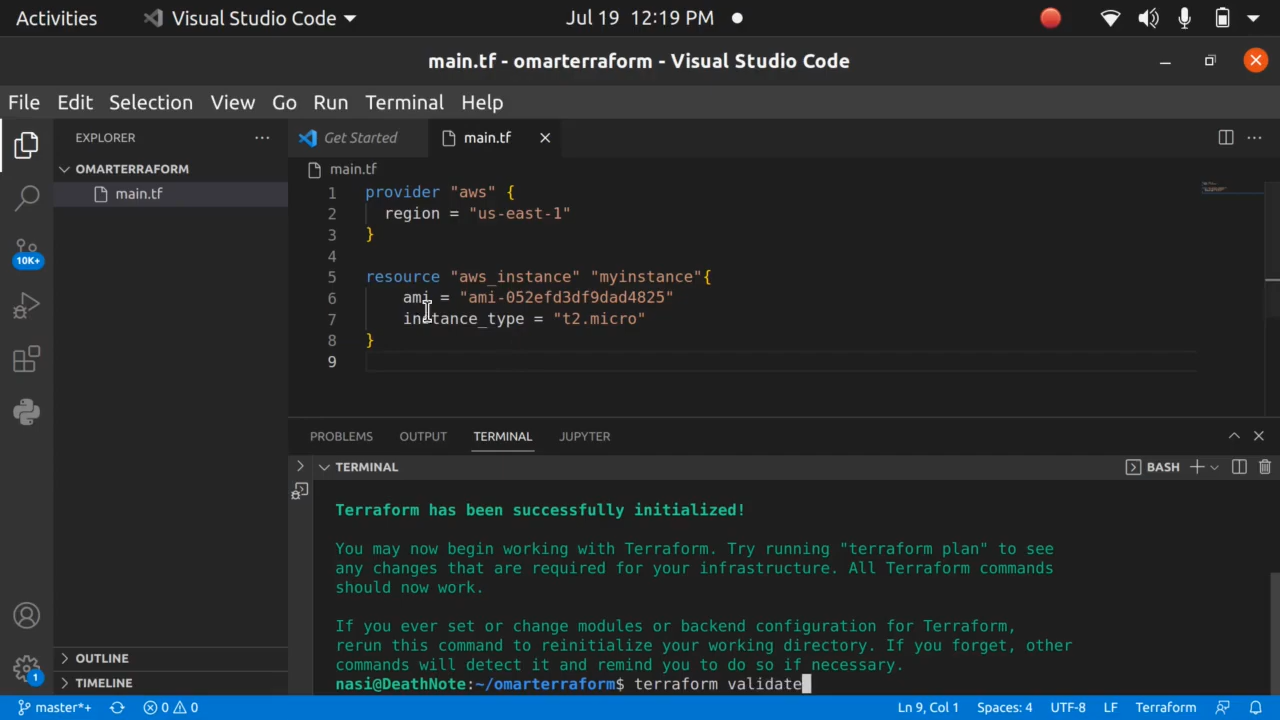 Activities
Visual Studio Code
Jul 19 12:19 PM
main.tf - omarterraform - Visual Studio Code
File Edit Selection View Go Run Terminal Help
EXPLORER
Get Started
main.tf
OMARTERRAFORM
main.tf
main.tf
1 provider "aws" {
2 region = "us-east-1"
3 }
4
5 resource "aws_instance" "myinstance"{
6 ami = "ami-052efd3df9dad4825"
7 instance_type = "t2.micro"
8 }
9
10K+
PROBLEMS OUTPUT TERMINAL JUPYTER
TERMINAL
BASH
Terraform has been successfully initialized!
You may now begin working with Terraform. Try running "terraform plan" to see
any changes that are required for your infrastructure. All Terraform commands
should now work.
If you ever set or change modules or backend configuration for Terraform,
rerun this command to reinitialize your working directory. If you forget, other
commands will detect it and remind you to do so if necessary.
nasi@DeathNote:~/omarterraform$ terraform validate
OUTLINE
TIMELINE
1
master*+ 0 0 Ln 9, Col 1 Spaces: 4 UTF-8 LF Terraform